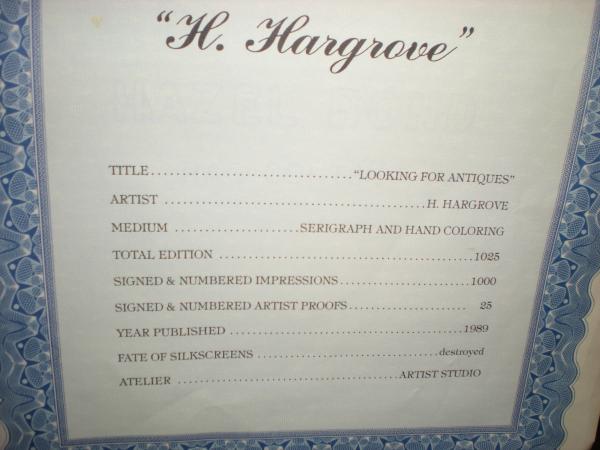 "H. Hargrove"
TITLE.................................."LOOKING FOR ANTIQUES"
ARTIST ............................................H. HARGROVE
MEDIUM .....................SERIGRAPH AND HAND COLORING
TOTAL EDITION ...........................................1025
SIGNED & NUMBERED IMPRESSIONS......................1000
SIGNED & NUMBERED ARTIST PROOFS.................... 25
YEAR PUBLISHED .......................................1989
FATE OF SILKSCREENS ..............................destroyed
ATELIER .....................................ARTIST STUDIO